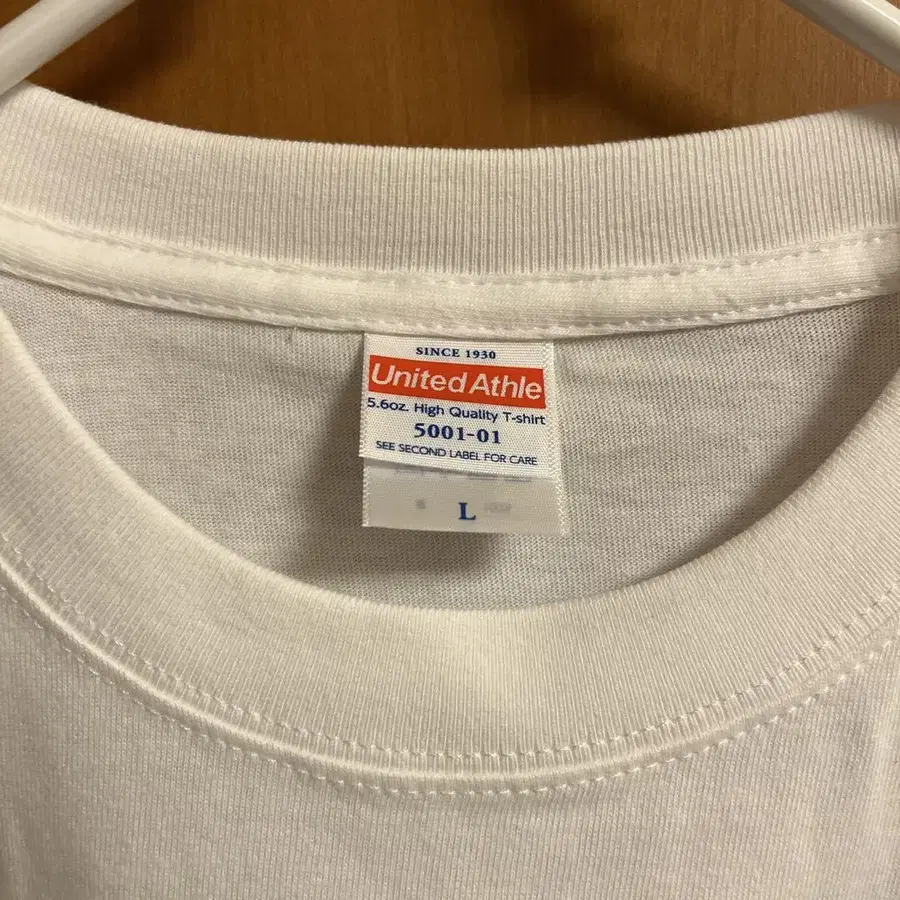 SINCE 1930
United Athle
5.6oz. High Quality T-shirt
5001-01
SEE SECOND LABEL FOR CARE
L